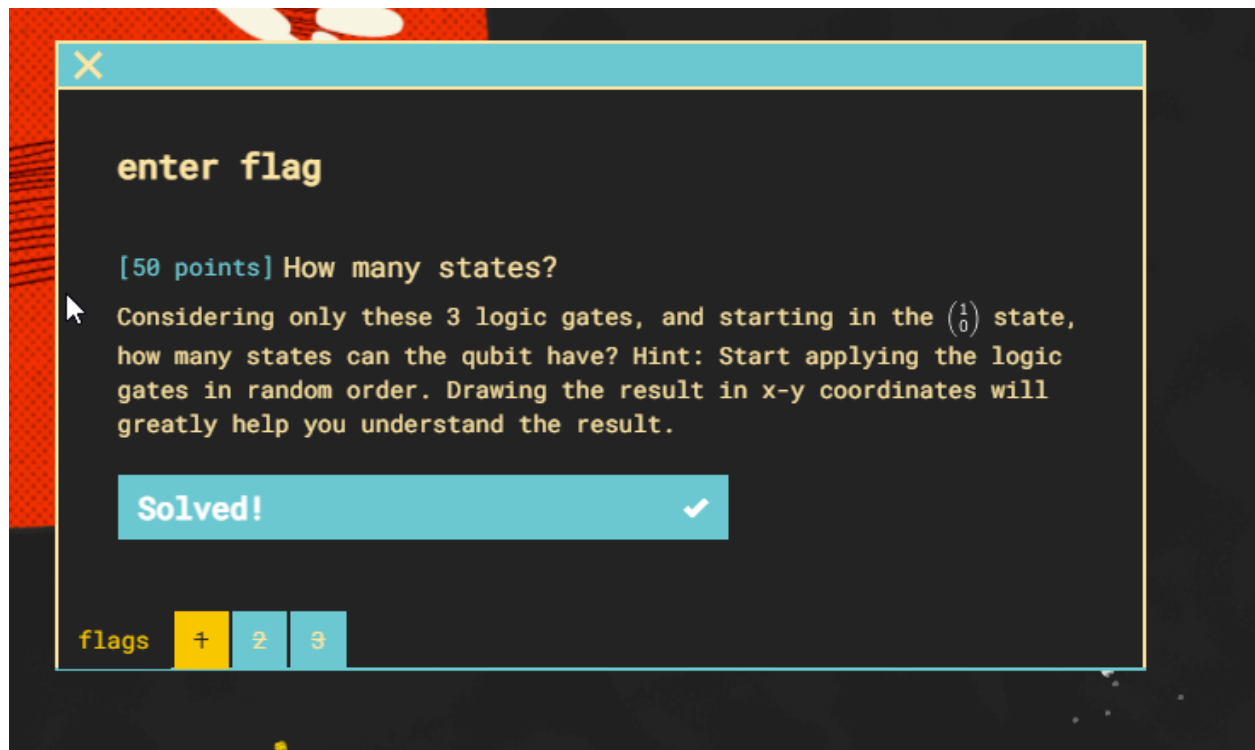 enter flag
[50 points] How many states?
Considering only these 3 logic gates, and starting in the (1 0) state,
how many states can the qubit have? Hint: Start applying the logic
gates in random order. Drawing the result in x-y coordinates will
greatly help you understand the result.
Solved!
flags 1 2 3